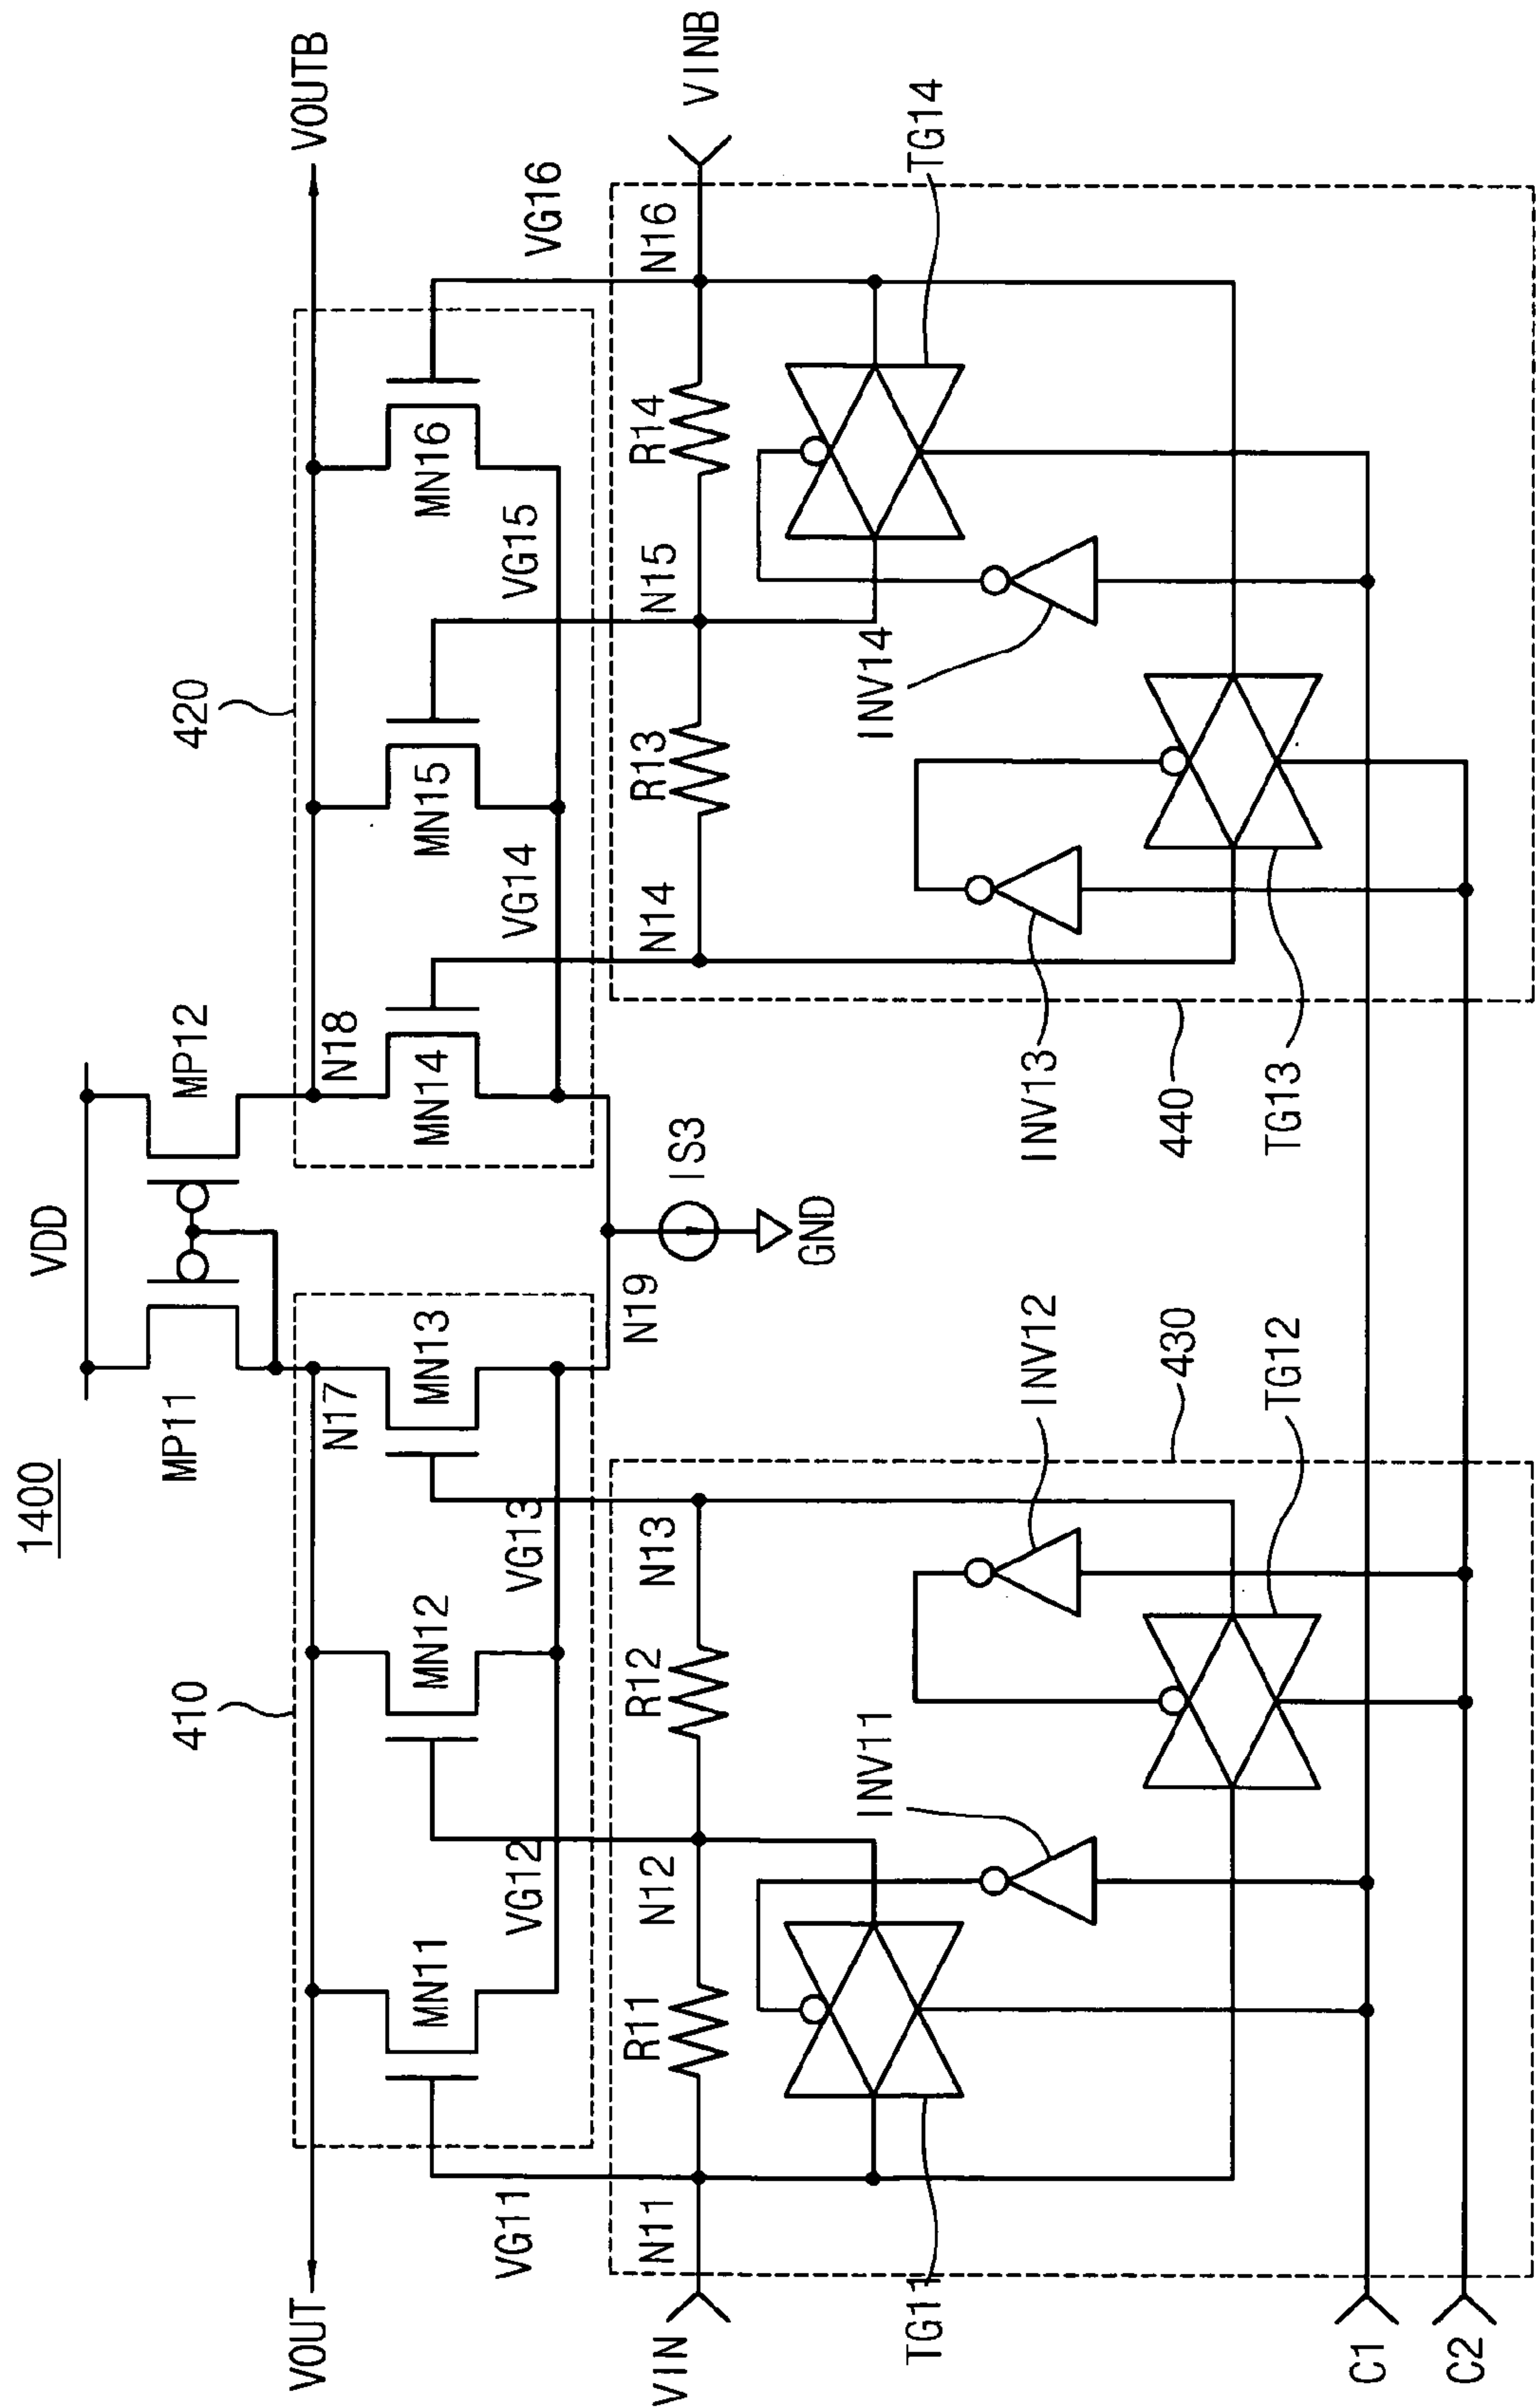 1400
VDD
MP11
MP12
VOUT
410
N17
N18
420
VOUTB
MN11
MN12
MN13
MN14
MN15
MN16
VG11
VG12
VG13
VG14
VG15
VG16
N19
IS3
GND
VIN
N11
R11
N12
R12
N13
N14
R13
N15
R14
N16
VINB
TG11
INV11
INV12
INV13
INV14
TG14
430
440
TG12
TG13
C1
C2